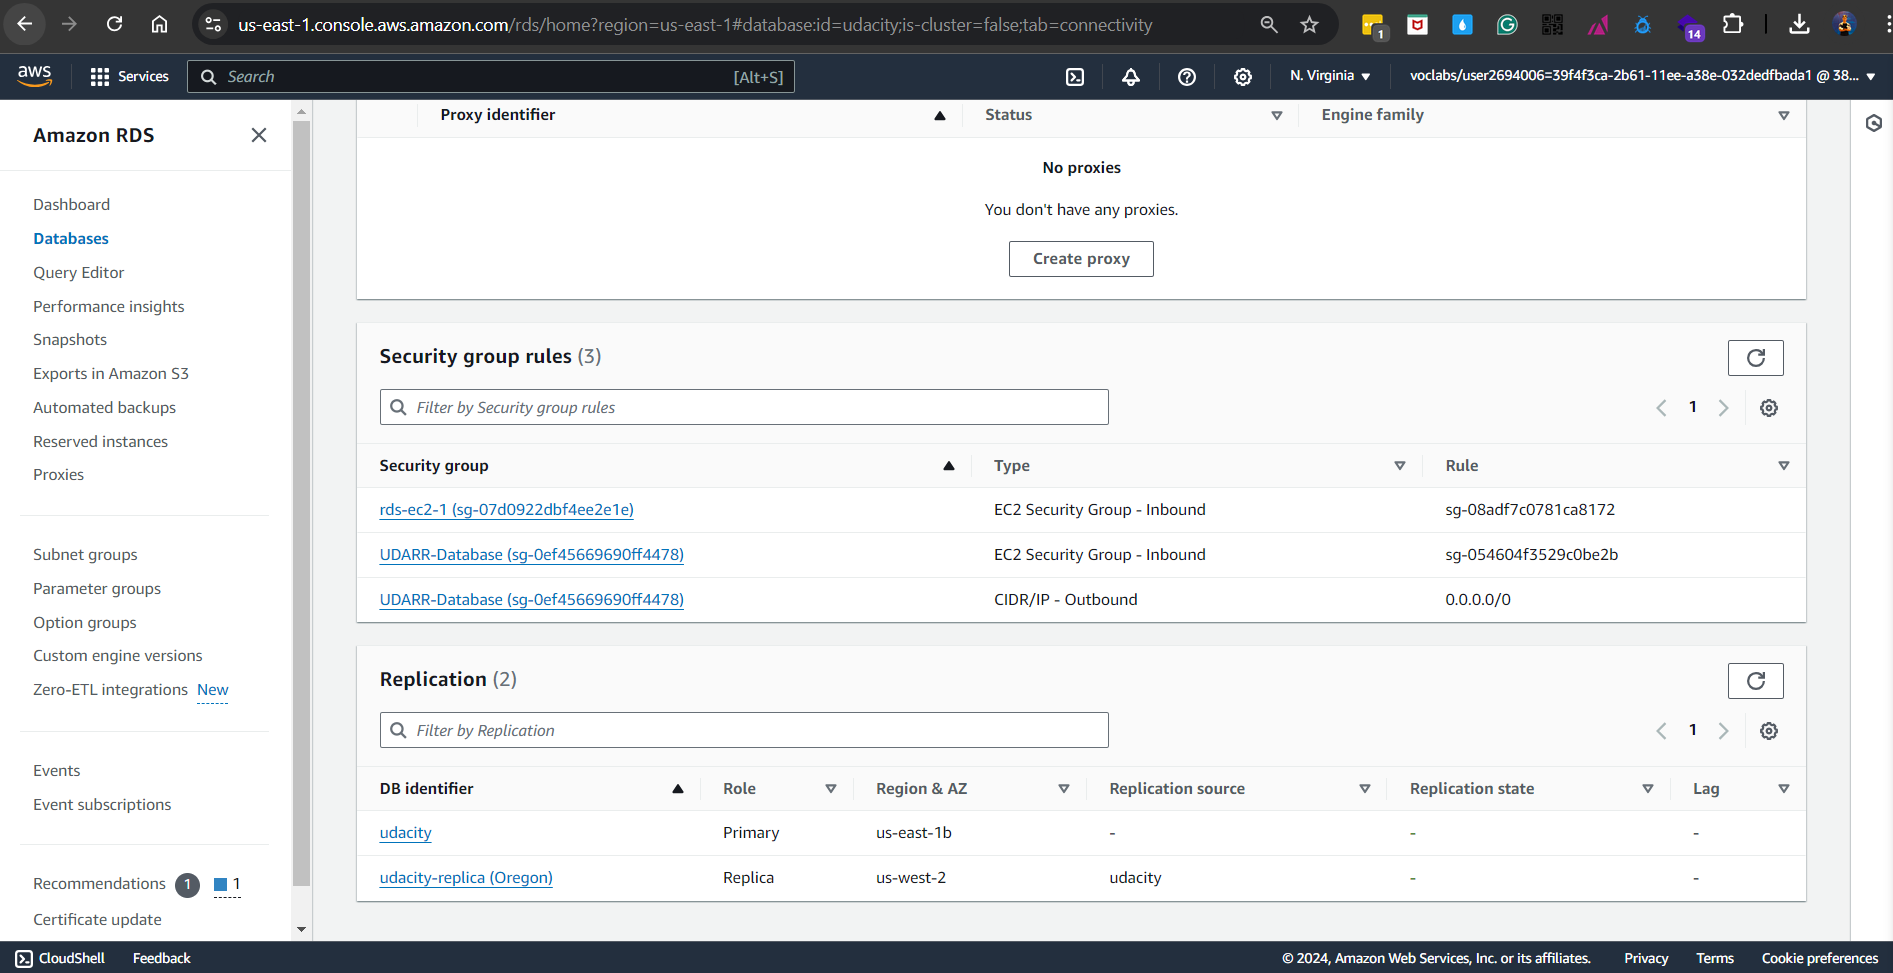 us-east-1.console.aws.amazon.com/rds/home?region=us-east-1#database:id=udacity;is-cluster=false;tab=connectivity
1
14
aws
Services
Search
[Alt+S]
N. Virginia
voclabs/user2694006=39f4f3ca-2b61-11ee-a38e-032dedfbada1 @ 38...
Amazon RDS
Dashboard
Databases
Query Editor
Performance insights
Snapshots
Exports in Amazon S3
Automated backups
Reserved instances
Proxies
Subnet groups
Parameter groups
Option groups
Custom engine versions
Zero-ETL integrations New
Events
Event subscriptions
Recommendations 1 1
Certificate update
Proxy identifier Status Engine family
No proxies
You don't have any proxies.
Create proxy
Security group rules (3)
Filter by Security group rules
1
Security group Type Rule
rds-ec2-1 (sg-07d0922dbf4ee2e1e) EC2 Security Group - Inbound sg-08adf7c0781ca8172
UDARR-Database (sg-0ef45669690ff4478) EC2 Security Group - Inbound sg-054604f3529c0be2b
UDARR-Database (sg-0ef45669690ff4478) CIDR/IP - Outbound 0.0.0.0/0
Replication (2)
Filter by Replication
1
DB identifier Role Region & AZ Replication source Replication state Lag
udacity Primary us-east-1b - - -
udacity-replica (Oregon) Replica us-west-2 udacity - -
CloudShell Feedback © 2024, Amazon Web Services, Inc. or its affiliates. Privacy Terms Cookie preferences